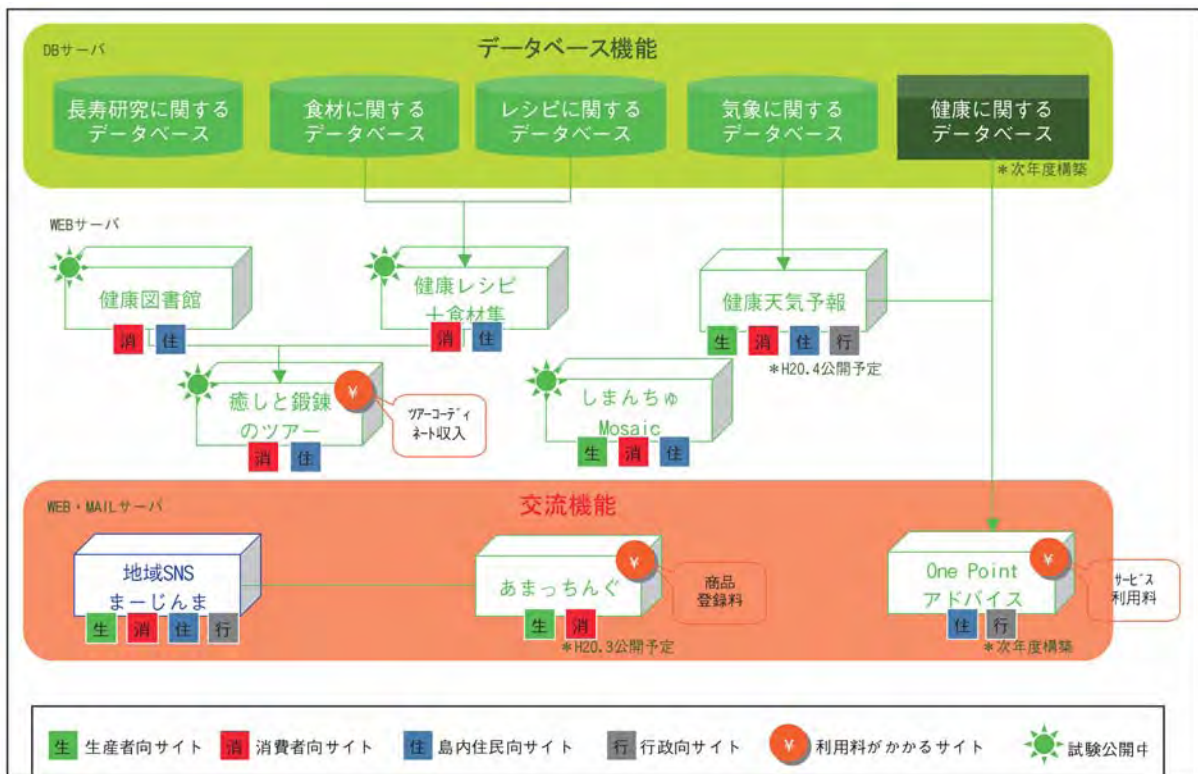 DBサーバ
データベース機能
長寿研究に関する
データベース
食材に関する
データベース
レシピに関する
データベース
気象に関する
データベース
健康に関する
データベース
＊次年度構築
WEBサーバ
健康図書館
消 住
健康レシピ
＋食材集
消 住
健康天気予報
生 消 住 行
＊H20.4公開予定
癒しと鍛錬
のツアー
¥
消 住
ﾂｱｰｺｰﾃﾞｨ
ﾈｰﾄ収入
しまんちゅ
Mosaic
生 消 住
WEB・MAILサーバ
交流機能
地域SNS
まーじんま
生 消 住 行
あまっちんぐ
¥
生 消
＊H20.3公開予定
商品
登録料
One Point
アドバイス
¥
住 行
＊次年度構築
ｻｰﾋﾞｽ
利用料
生 生産者向サイト
消 消費者向サイト
住 島内住民向サイト
行 行政向サイト
¥ 利用料がかかるサイト
試験公開中